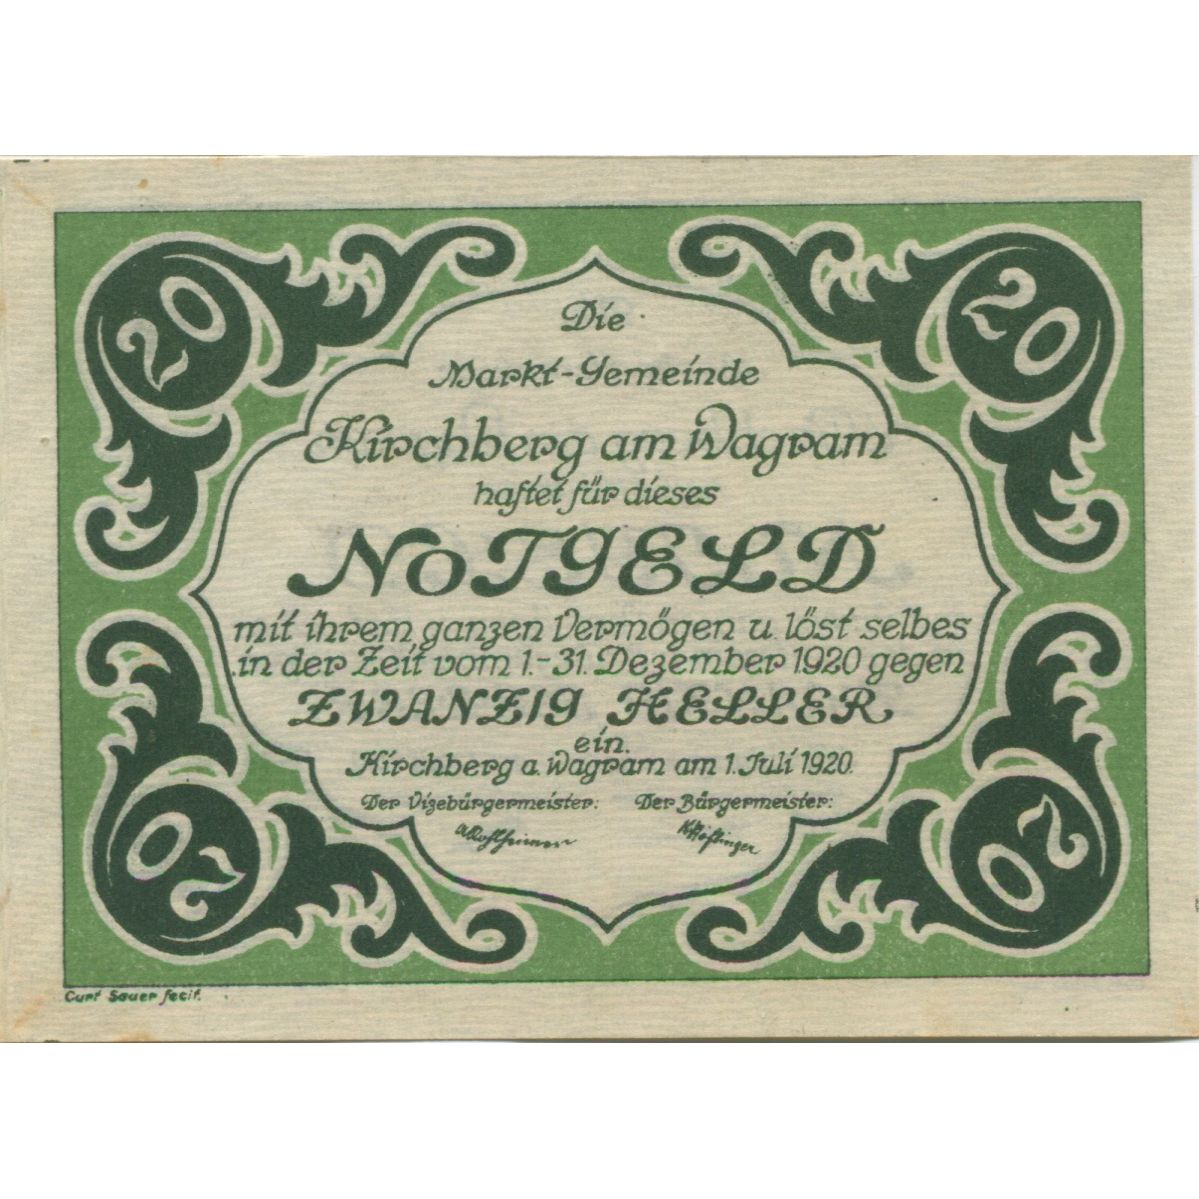 20
20
Die
Markt-Gemeinde
Kirchberg am Wagram
haftet für dieses
NOTGELD
mit ihrem ganzen Vermögen u. löst selbes
in der Zeit vom 1.-31. Dezember 1920 gegen
ZWANZIG HELLER
ein.
Kirchberg a. Wagram am 1. Juli 1920.
Der Vizebürgermeister: Der Bürgermeister:
20
20
Curt Sauer fecit.